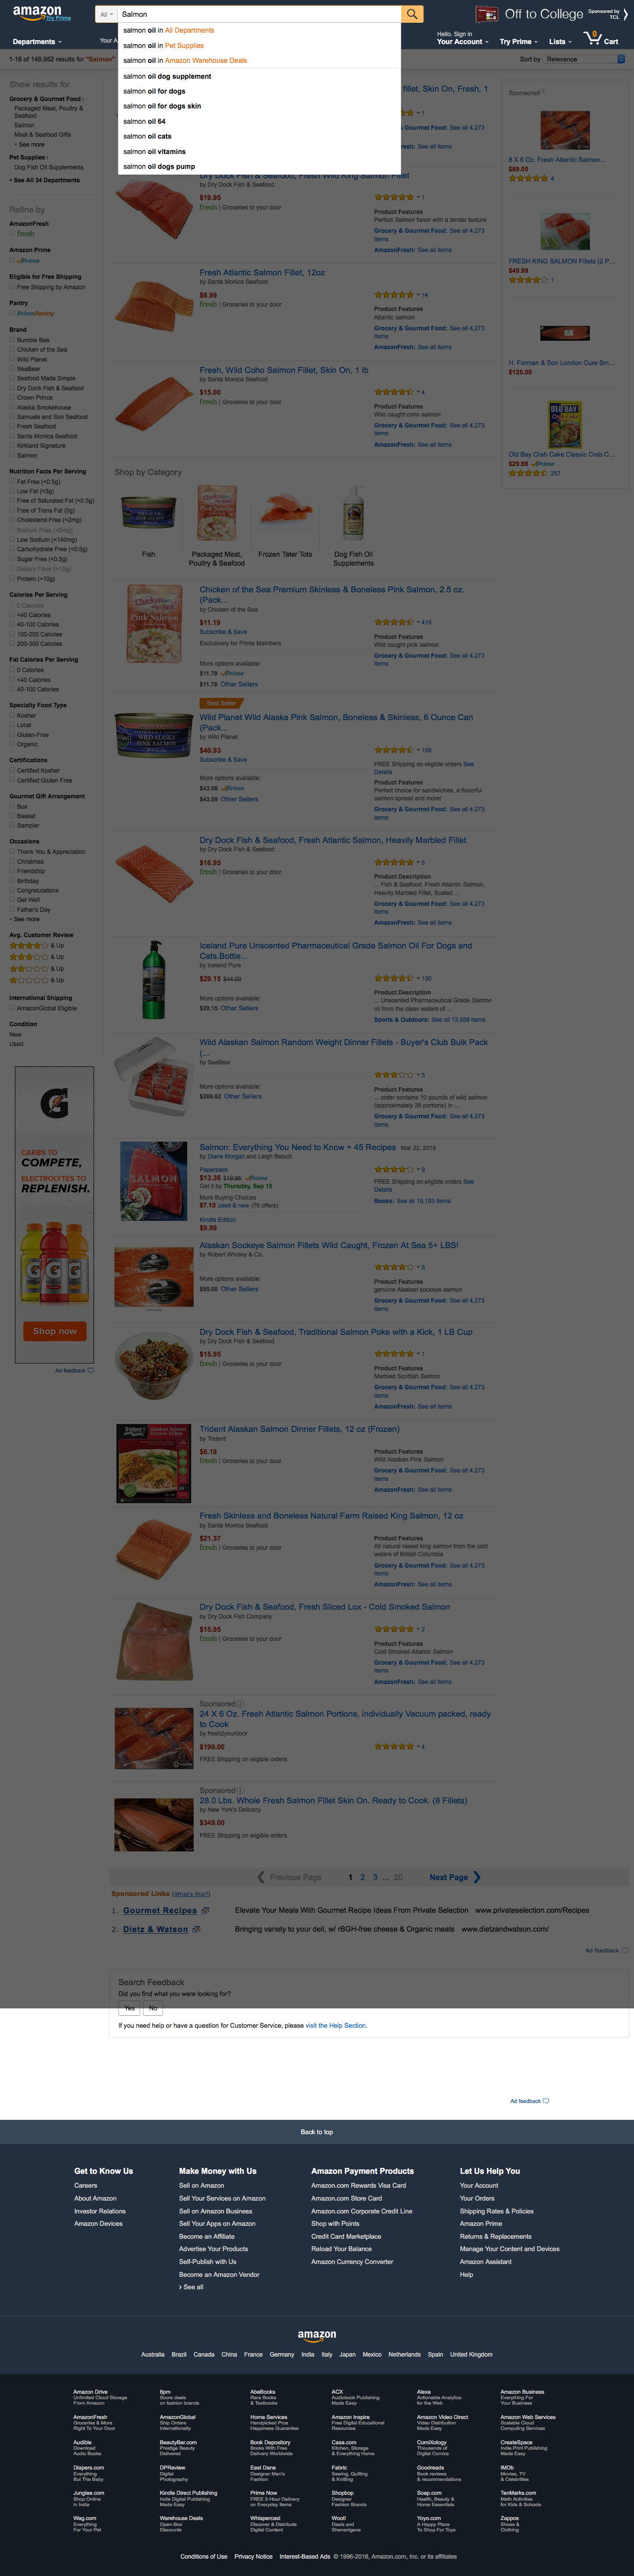 amazon
Try Prime
All
Salmon
Off to College
Sponsored by
TCL
Departments
Your A
Hello. Sign in
Your Account
Try Prime
Lists
0
Cart
salmon oil in All Departments
salmon oil in Pet Supplies
salmon oil in Amazon Warehouse Deals
salmon oil dog supplement
salmon oil for dogs
salmon oil for dogs skin
salmon oil 64
salmon oil cats
salmon oil vitamins
salmon oil dogs pump
1-16 of 148,952 results for "Salmon"
Sort by Relevance
Show results for
Grocery & Gourmet Food
Packaged Meat, Poultry &
Seafood
Salmon
Meat & Seafood Gifts
See more
Pet Supplies
Dog Fish Oil Supplements
See All 34 Departments
Refine by
AmazonFresh
fresh
Amazon Prime
Prime
Eligible for Free Shipping
Free Shipping by Amazon
Pantry
PrimePantry
Brand
Bumble Bee
Chicken of the Sea
Wild Planet
SeaBear
Seafood Made Simple
Dry Dock Fish & Seafood
Crown Prince
Alaska Smokehouse
Samuels and Son Seafood
Fresh Seafood
Santa Monica Seafood
Kirkland Signature
Salmon
Nutrition Facts Per Serving
Fat Free (<0.5g)
Low Fat (<3g)
Free of Saturated Fat (<0.5g)
Free of Trans Fat (0g)
Cholesterol Free (<2mg)
Sodium Free (<5mg)
Low Sodium (<140mg)
Carbohydrate Free (<0.5g)
Sugar Free (<0.5g)
Dietary Fiber (>10g)
Protein (>10g)
Calories Per Serving
0 Calories
<40 Calories
40-100 Calories
100-200 Calories
200-300 Calories
Fat Calories Per Serving
0 Calories
<40 Calories
40-100 Calories
Specialty Food Type
Kosher
Local
Gluten-Free
Organic
Certifications
Certified Kosher
Certified Gluten Free
Gourmet Gift Arrangement
Box
Basket
Sampler
Occasions
Thank You & Appreciation
Christmas
Friendship
Birthday
Congratulations
Get Well
Father's Day
See more
Avg. Customer Review
& Up
& Up
& Up
& Up
International Shipping
AmazonGlobal Eligible
Condition
New
Used
CARBS TO
COMPETE,
ELECTROLYTES TO
REPLENISH.
Shop now
Ad feedback
fillet, Skin On, Fresh, 1
1
Grocery & Gourmet Food: See all 4,273
AmazonFresh: See all items
Dry Dock Fish & Seafood, Fresh Wild King Salmon Fillet
by Dry Dock Fish & Seafood
$19.95
fresh | Groceries to your door
1
Product Features
Perfect Salmon flavor with a tender texture
Grocery & Gourmet Food: See all 4,273
items
AmazonFresh: See all items
Fresh Atlantic Salmon Fillet, 12oz
by Santa Monica Seafood
$8.99
fresh | Groceries to your door
14
Product Features
Atlantic salmon
Grocery & Gourmet Food: See all 4,273
items
AmazonFresh: See all items
Fresh, Wild Coho Salmon Fillet, Skin On, 1 lb
by Santa Monica Seafood
$15.00
fresh | Groceries to your door
4
Product Features
Wild caught coho salmon
Grocery & Gourmet Food: See all 4,273
items
AmazonFresh: See all items
Shop by Category
Fish
Packaged Meat,
Poultry & Seafood
Frozen Tater Tots
Dog Fish Oil
Supplements
Chicken of the Sea Premium Skinless & Boneless Pink Salmon, 2.5 oz.
(Pack...
by Chicken of the Sea
$11.19
Subscribe & Save
Exclusively for Prime Members
More options available:
$11.78 Prime
$11.78 Other Sellers
419
Product Features
Wild caught pink salmon
Grocery & Gourmet Food: See all 4,273
items
Best Seller
Wild Planet Wild Alaska Pink Salmon, Boneless & Skinless, 6 Ounce Can
(Pack...
by Wild Planet
$40.93
Subscribe & Save
More options available:
$43.08 Prime
$43.08 Other Sellers
159
FREE Shipping on eligible orders See
Details
Product Features
Perfect choice for sandwiches, a flavorful
salmon spread and more!
Grocery & Gourmet Food: See all 4,273
items
Dry Dock Fish & Seafood, Fresh Atlantic Salmon, Heavily Marbled Fillet
by Dry Dock Fish & Seafood
$16.95
fresh | Groceries to your door
5
Product Description
... Fish & Seafood, Fresh Atlantic Salmon,
Heavily Marbled Fillet, Scaled ...
Grocery & Gourmet Food: See all 4,273
items
AmazonFresh: See all items
Iceland Pure Unscented Pharmaceutical Grade Salmon Oil For Dogs and
Cats.Bottle...
by Iceland Pure
$29.15 $44.00
More options available:
$29.15 Other Sellers
130
Product Description
... Unscented Pharmaceutical Grade Salmon
oil from the clean waters of ...
Sports & Outdoors: See all 13,558 items
Wild Alaskan Salmon Random Weight Dinner Fillets - Buyer's Club Bulk Pack
(...
by SeaBear
More options available:
$286.62 Other Sellers
5
Product Features
... order contains 10 pounds of wild salmon
(approximately 26 portions) in ...
Grocery & Gourmet Food: See all 4,273
items
SALMON
Salmon: Everything You Need to Know + 45 Recipes Mar 22, 2016
by Diane Morgan and Leigh Beisch
Paperback
$13.36 $19.95 Prime
Get it by Thursday, Sep 15
More Buying Choices
$7.10 used & new (76 offers)
Kindle Edition
$9.99
9
FREE Shipping on eligible orders See
Details
Books: See all 19,193 items
Alaskan Sockeye Salmon Fillets Wild Caught, Frozen At Sea 5+ LBS!
by Robert Wholey & Co.
More options available:
$95.00 Other Sellers
5
Product Features
genuine Alaskan sockeye salmon
Grocery & Gourmet Food: See all 4,273
items
Dry Dock Fish & Seafood, Traditional Salmon Poke with a Kick, 1 LB Cup
by Dry Dock Fish & Seafood
$15.95
fresh | Groceries to your door
1
Product Features
Marbled Scottish Salmon
Grocery & Gourmet Food: See all 4,273
items
AmazonFresh: See all items
Trident Alaskan Salmon Dinner Fillets, 12 oz (Frozen)
by Trident
$6.19
fresh | Groceries to your door
Product Features
Wild Alaskan Pink Salmon
Grocery & Gourmet Food: See all 4,273
items
AmazonFresh: See all items
Fresh Skinless and Boneless Natural Farm Raised King Salmon, 12 oz
by Santa Monica Seafood
$21.37
fresh | Groceries to your door
Product Features
All natural raised king salmon from the cold
waters of British Columbia
Grocery & Gourmet Food: See all 4,273
items
AmazonFresh: See all items
Dry Dock Fish & Seafood, Fresh Sliced Lox - Cold Smoked Salmon
by Dry Dock Fish Company
$15.95
fresh | Groceries to your door
2
Product Features
Cold Smoked Atlantic Salmon
Grocery & Gourmet Food: See all 4,273
items
AmazonFresh: See all items
Sponsored
24 X 6 Oz. Fresh Atlantic Salmon Portions, individually Vacuum packed, ready
to Cook
by fresh2yourdoor
$199.00
FREE Shipping on eligible orders
4
Sponsored
28.0 Lbs. Whole Fresh Salmon Fillet Skin On. Ready to Cook. (8 Fillets)
by New York's Delicacy
$349.00
FREE Shipping on eligible orders
Sponsored
8 X 6 Oz. Fresh Atlantic Salmon...
$89.00
4
FRESH KING SALMON Fillets (2 P...
$49.99
1
H. Forman & Son London Cure Sm...
$125.00
OLD BAY
Old Bay Crab Cake Classic Crab C...
$29.88 Prime
257
Previous Page
1 2 3 ... 20
Next Page
Sponsored Links (What's this?)
1. Gourmet Recipes
Elevate Your Meals With Gourmet Recipe Ideas From Private Selection www.privateselection.com/Recipes
2. Dietz & Watson
Bringing variety to your deli, w/ rBGH-free cheese & Organic meats www.dietzandwatson.com/
Ad feedback
Search Feedback
Did you find what you were looking for?
Yes
No
If you need help or have a question for Customer Service, please visit the Help Section.
Ad feedback
Back to top
Get to Know Us
Careers
About Amazon
Investor Relations
Amazon Devices
Make Money with Us
Sell on Amazon
Sell Your Services on Amazon
Sell on Amazon Business
Sell Your Apps on Amazon
Become an Affiliate
Advertise Your Products
Self-Publish with Us
Become an Amazon Vendor
See all
Amazon Payment Products
Amazon.com Rewards Visa Card
Amazon.com Store Card
Amazon.com Corporate Credit Line
Shop with Points
Credit Card Marketplace
Reload Your Balance
Amazon Currency Converter
Let Us Help You
Your Account
Your Orders
Shipping Rates & Policies
Amazon Prime
Returns & Replacements
Manage Your Content and Devices
Amazon Assistant
Help
amazon
Australia Brazil Canada China France Germany India Italy Japan Mexico Netherlands Spain United Kingdom
Amazon Drive
Unlimited Cloud Storage
From Amazon
6pm
Score deals
on fashion brands
AbeBooks
Rare Books
& Textbooks
ACX
Audiobook Publishing
Made Easy
Alexa
Actionable Analytics
for the Web
Amazon Business
Everything For
Your Business
AmazonFresh
Groceries & More
Right To Your Door
AmazonGlobal
Ship Orders
Internationally
Home Services
Handpicked Pros
Happiness Guarantee
Amazon Inspire
Free Digital Educational
Resources
Amazon Video Direct
Video Distribution
Made Easy
Amazon Web Services
Scalable Cloud
Computing Services
Audible
Download
Audio Books
BeautyBar.com
Prestige Beauty
Delivered
Book Depository
Books With Free
Delivery Worldwide
Casa.com
Kitchen, Storage
& Everything Home
ComiXology
Thousands of
Digital Comics
CreateSpace
Indie Print Publishing
Made Easy
Diapers.com
Everything
But The Baby
DPReview
Digital
Photography
East Dane
Designer Men's
Fashion
Fabric
Sewing, Quilting
& Knitting
Goodreads
Book reviews
& recommendations
IMDb
Movies, TV
& Celebrities
Junglee.com
Shop Online
in India
Kindle Direct Publishing
Indie Digital Publishing
Made Easy
Prime Now
FREE 2-Hour Delivery
on Everyday Items
Shopbop
Designer
Fashion Brands
Soap.com
Health, Beauty &
Home Essentials
TenMarks.com
Math Activities
for Kids & Schools
Wag.com
Everything
For Your Pet
Warehouse Deals
Open-Box
Discounts
Whispercast
Discover & Distribute
Digital Content
Woot!
Deals and
Shenanigans
Yoyo.com
A Happy Place
To Shop For Toys
Zappos
Shoes &
Clothing
Conditions of Use Privacy Notice Interest-Based Ads © 1996-2016, Amazon.com, Inc. or its affiliates